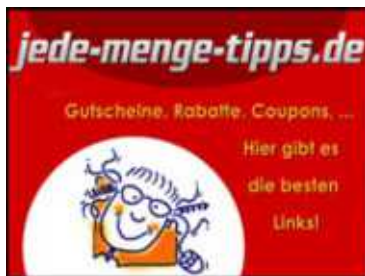 jede-menge-tipps.de
Gutscheine, Rabatte, Coupons, ...
Hier gibt es
die besten
Links!